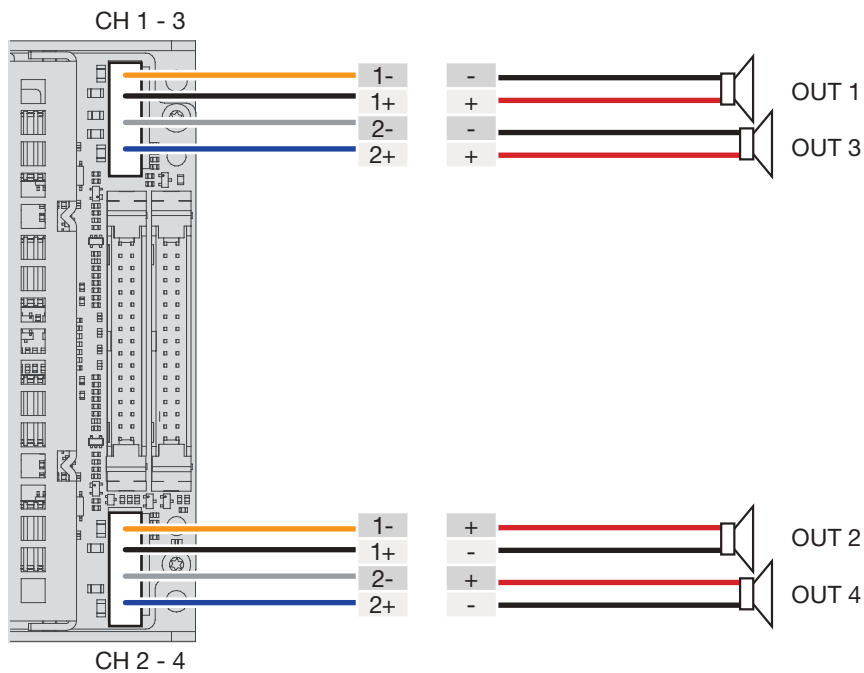 CH 1 - 3
1- -
1+ +
OUT 1
2- -
2+ +
OUT 3
1- +
1+ -
OUT 2
2- +
2+ -
OUT 4
CH 2 - 4